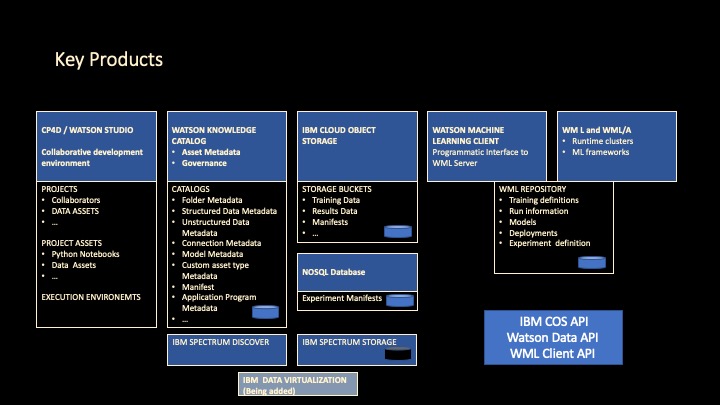 Key Products
CP4D / WATSON STUDIO
Collaborative development
environment
PROJECTS
• Collaborators
• DATA ASSETS
• ...
PROJECT ASSETS
• Python Notebooks
• Data Assets
• ...
EXECUTION ENVIRONEMTS
WATSON KNOWLEDGE
CATALOG
• Asset Metadata
• Governance
CATALOGS
• Folder Metadata
• Structured Data Metadata
• Unstructured Data
Metadata
• Connection Metadata
• Model Metadata
• Custom asset type
Metadata
• Manifest
• Application Program
Metadata
• ...
IBM SPECTRUM DISCOVER
IBM CLOUD OBJECT
STORAGE
STORAGE BUCKETS
• Training Data
• Results Data
• Manifests
• ...
NOSQL Database
Experiment Manifests
IBM SPECTRUM STORAGE
IBM DATA VIRTUALIZATION
(Being added)
WATSON MACHINE
LEARNING CLIENT
Programmatic Interface to
WML Server
WM L and WML/A
• Runtime clusters
• ML frameworks
WML REPOSITORY
• Training definitions
• Run information
• Models
• Deployments
• Experiment definition
IBM COS API
Watson Data API
WML Client API